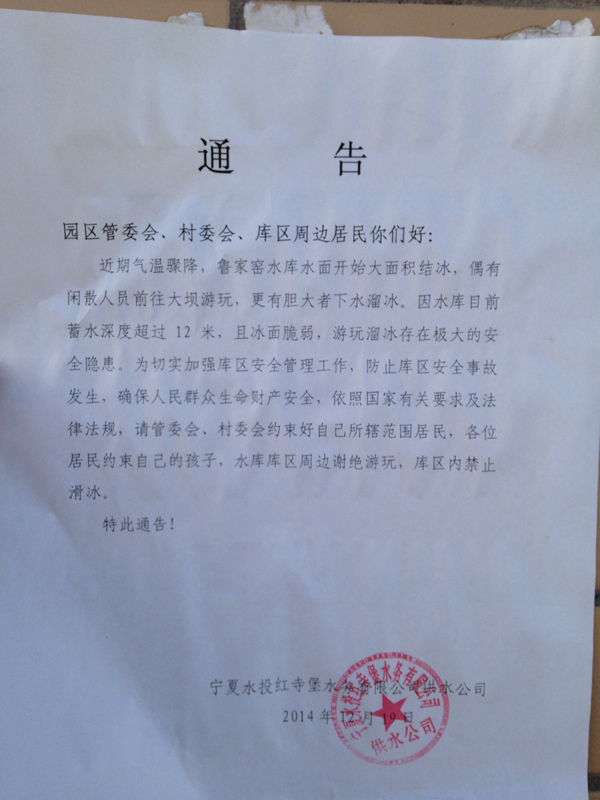 通 告
园区管委会、村委会、库区周边居民你们好:
近期气温骤降，鲁家窑水库水面开始大面积结冰，偶有
闲散人员前往大坝游玩，更有胆大者下水溜冰。因水库目前
蓄水深度超过 12 米，且冰面脆弱，游玩溜冰存在极大的安
全隐患。为切实加强库区安全管理工作，防止库区安全事故
发生，确保人民群众生命财产安全，依照国家有关要求及法
律法规，请管委会、村委会约束好自己所辖范围居民，各位
居民约束自己的孩子，水库库区周边谢绝游玩，库区内禁止
滑冰。
特此通告!
宁夏水投红寺堡水务有限公司供水公司
2014 年 12 月 19 日
宁夏水投红寺堡水务有限公司
供水公司